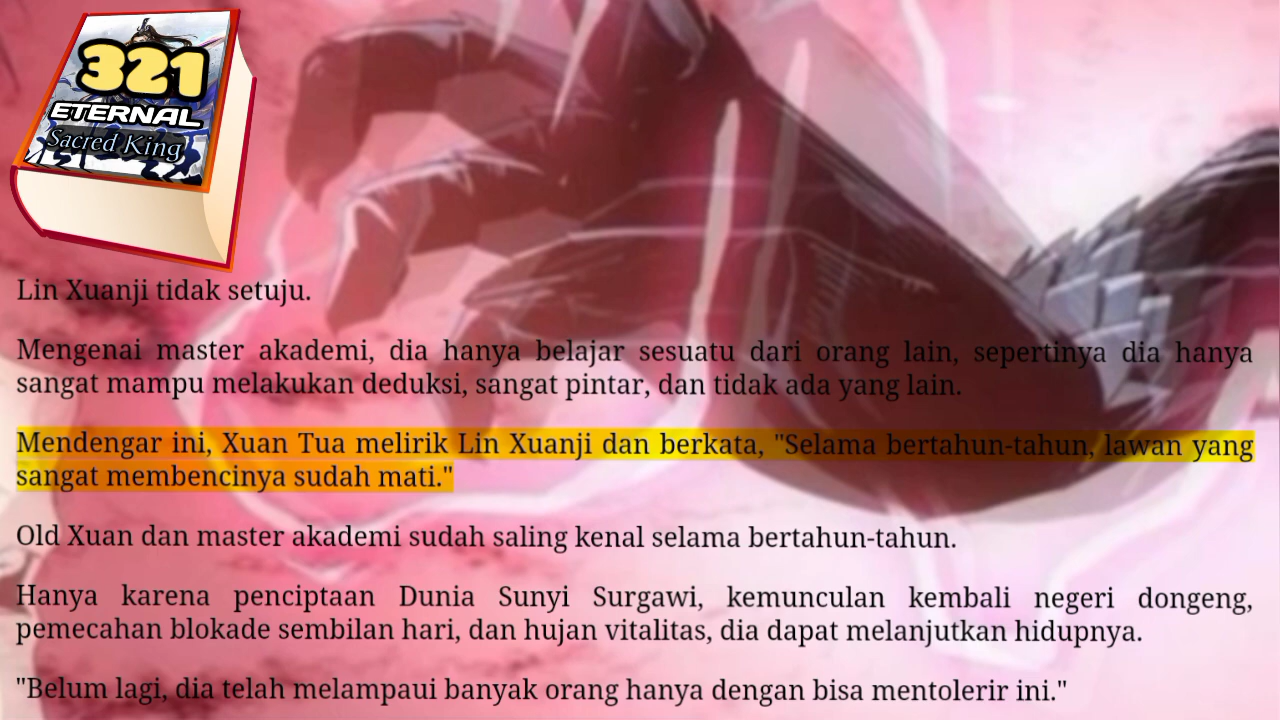 321
ETERNAL
Sacred King
Lin Xuanji tidak setuju.
Mengenai master akademi, dia hanya belajar sesuatu dari orang lain, sepertinya dia hanya
sangat mampu melakukan deduksi, sangat pintar, dan tidak ada yang lain.
Mendengar ini, Xuan Tua melirik Lin Xuanji dan berkata, "Selama bertahun-tahun, lawan yang
sangat membencinya sudah mati."
Old Xuan dan master akademi sudah saling kenal selama bertahun-tahun.
Hanya karena penciptaan Dunia Sunyi Surgawi, kemunculan kembali negeri dongeng,
pemecahan blokade sembilan hari, dan hujan vitalitas, dia dapat melanjutkan hidupnya.
"Belum lagi, dia telah melampaui banyak orang hanya dengan bisa mentolerir ini."